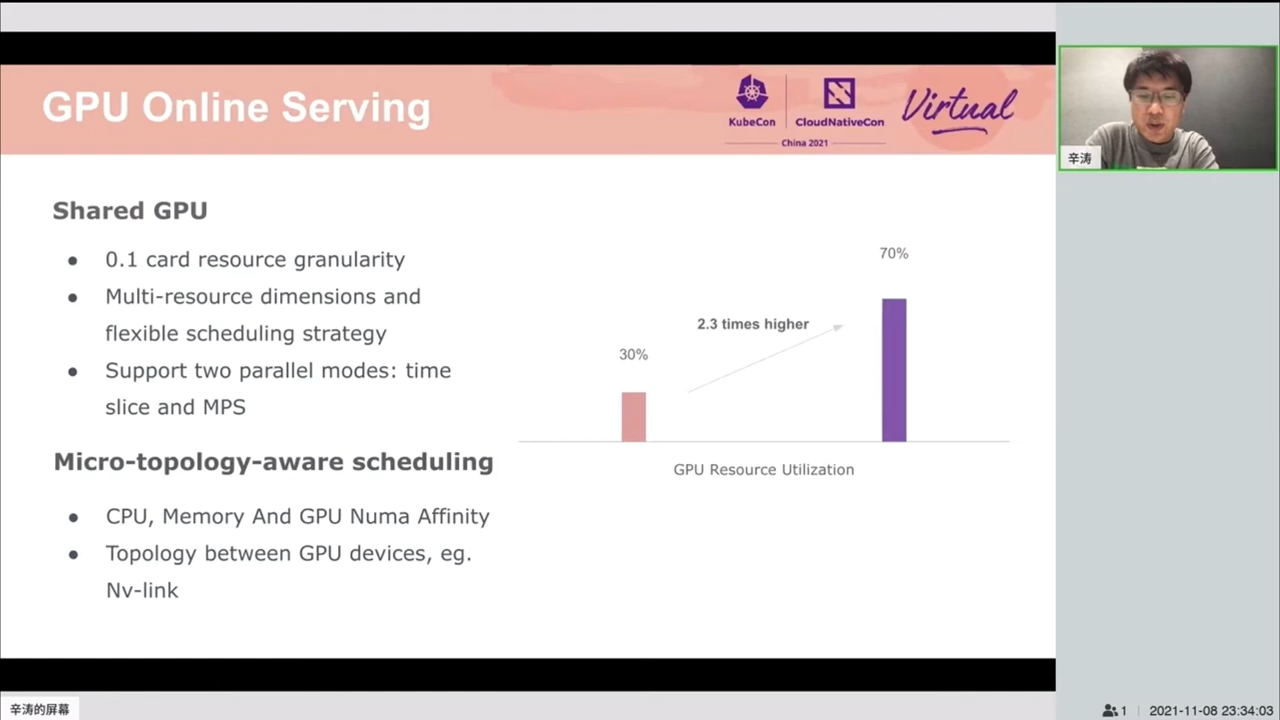 GPU Online Serving
KubeCon
CloudNativeCon
China 2021
Virtual
辛涛
Shared GPU
● 0.1 card resource granularity
● Multi-resource dimensions and
flexible scheduling strategy
● Support two parallel modes: time
slice and MPS
Micro-topology-aware scheduling
● CPU, Memory And GPU Numa Affinity
● Topology between GPU devices, eg.
Nv-link
70%
2.3 times higher
30%
GPU Resource Utilization
辛涛的屏幕
1
2021-11-08 23:34:03